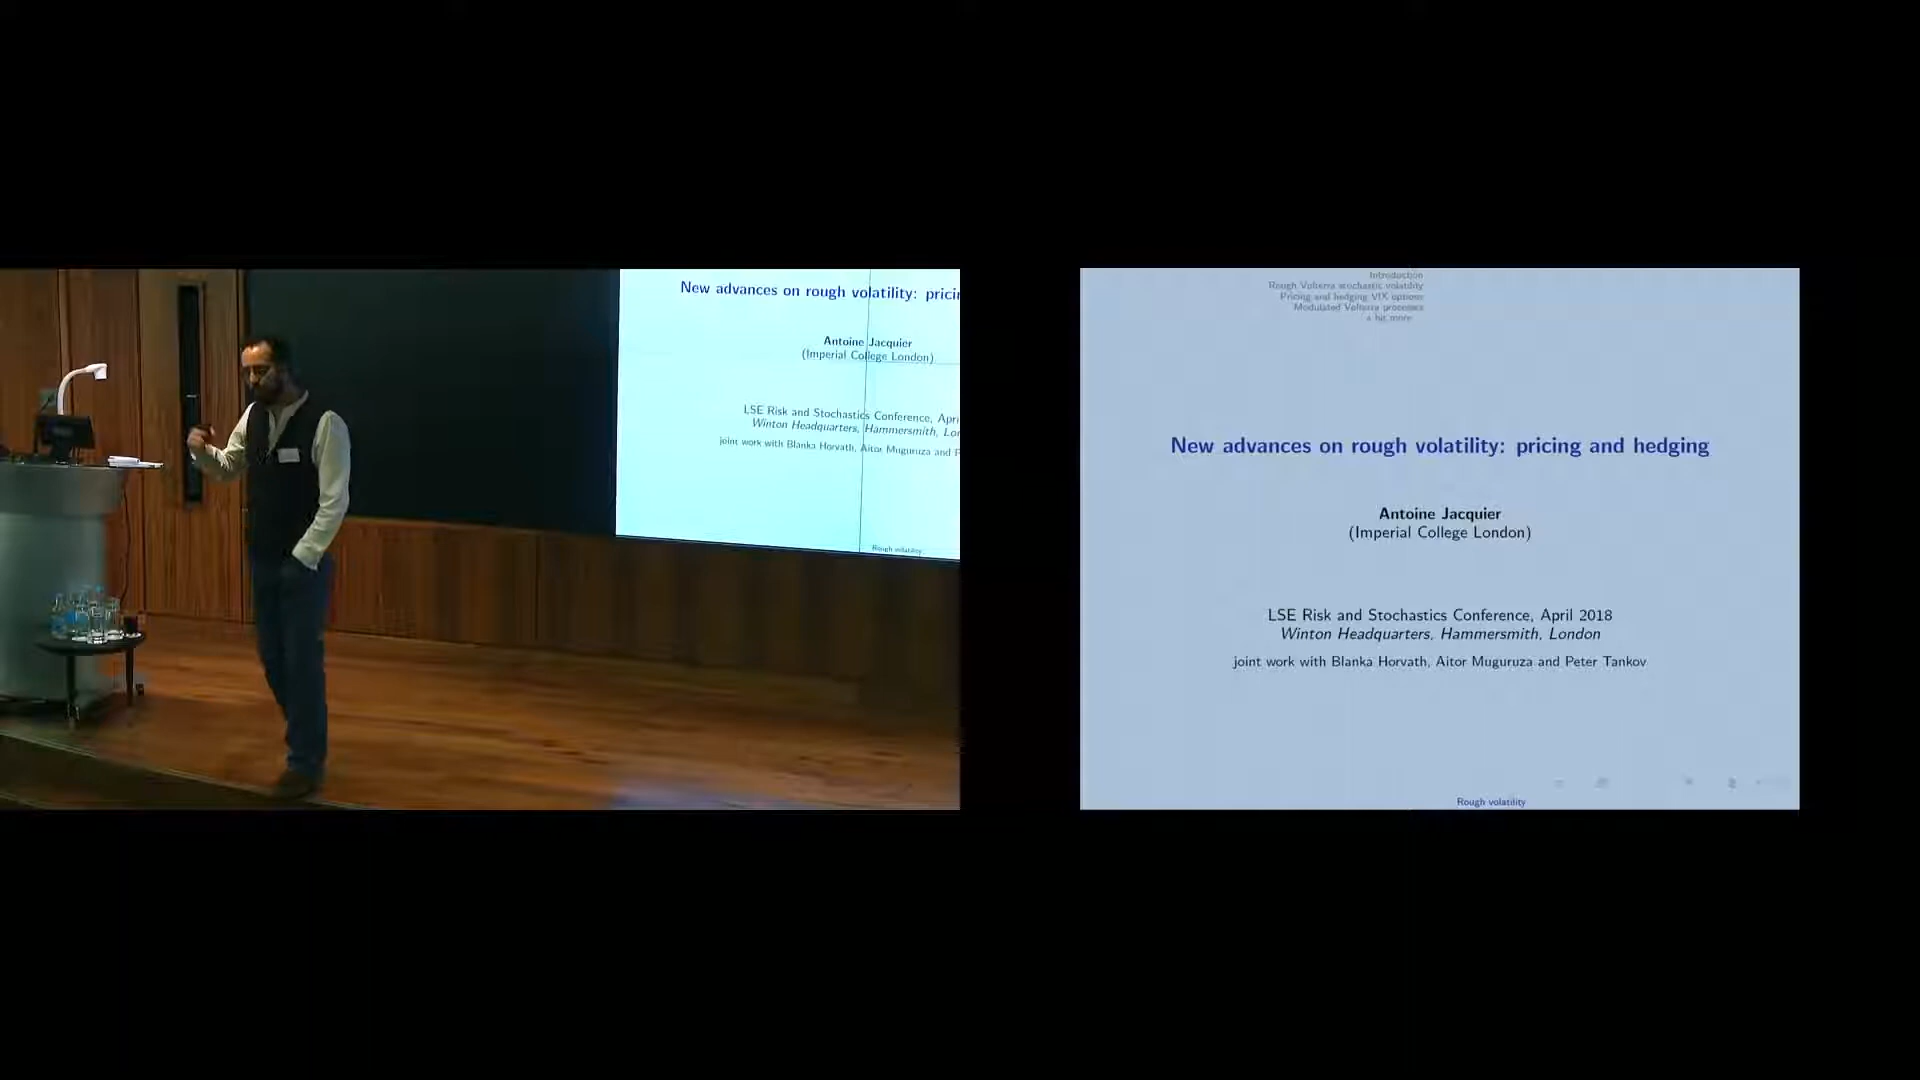 New advances on rough volatility: pricin
Antoine Jacquier
(Imperial College London)
LSE Risk and Stochastics Conference, Apri
Winton Headquarters, Hammersmith, Lon
joint work with Blanka Horvath, Aitor Muguruza and P
Rough volatility
Introduction
Rough Volterra stochastic volatility
Pricing and hedging VIX options
Modulated Volterra processes
a bit more
New advances on rough volatility: pricing and hedging
Antoine Jacquier
(Imperial College London)
LSE Risk and Stochastics Conference, April 2018
Winton Headquarters, Hammersmith, London
joint work with Blanka Horvath, Aitor Muguruza and Peter Tankov
Rough volatility